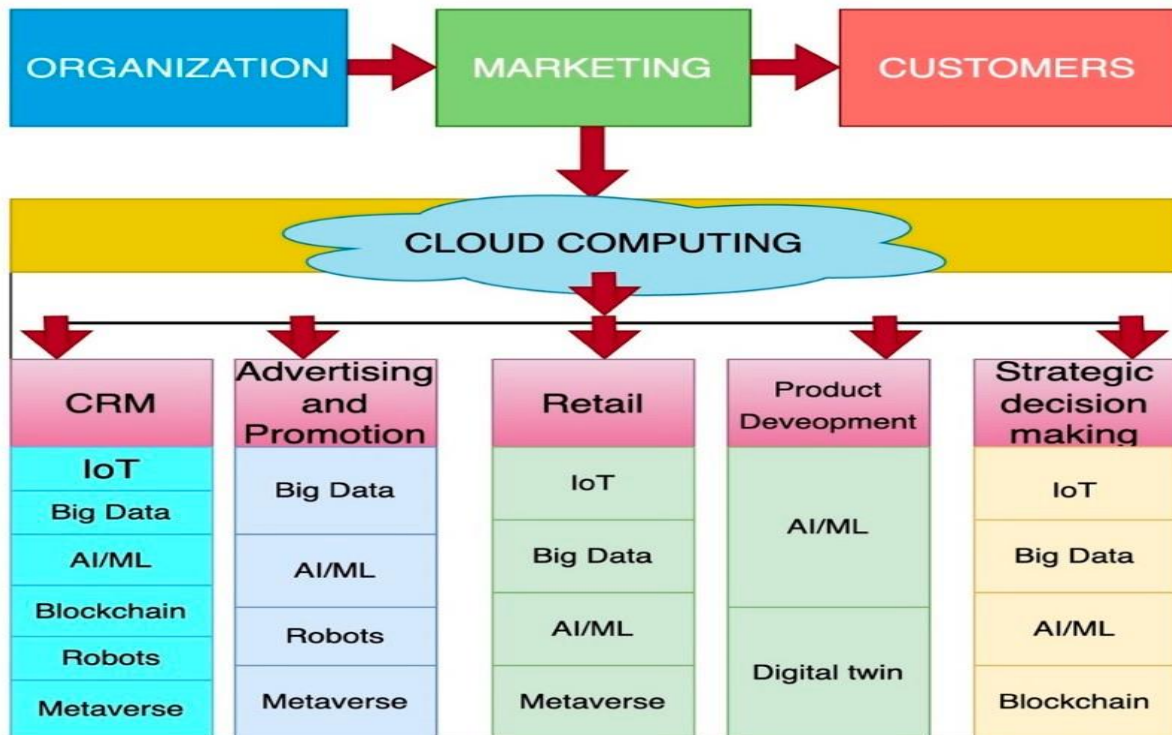 ORGANIZATION
MARKETING
CUSTOMERS
CLOUD COMPUTING
CRM
IoT
Big Data
AI/ML
Blockchain
Robots
Metaverse
Advertising
and
Promotion
Big Data
AI/ML
Robots
Metaverse
Retail
IoT
Big Data
AI/ML
Metaverse
Product
Deveopment
AI/ML
Digital twin
Strategic
decision
making
IoT
Big Data
AI/ML
Blockchain